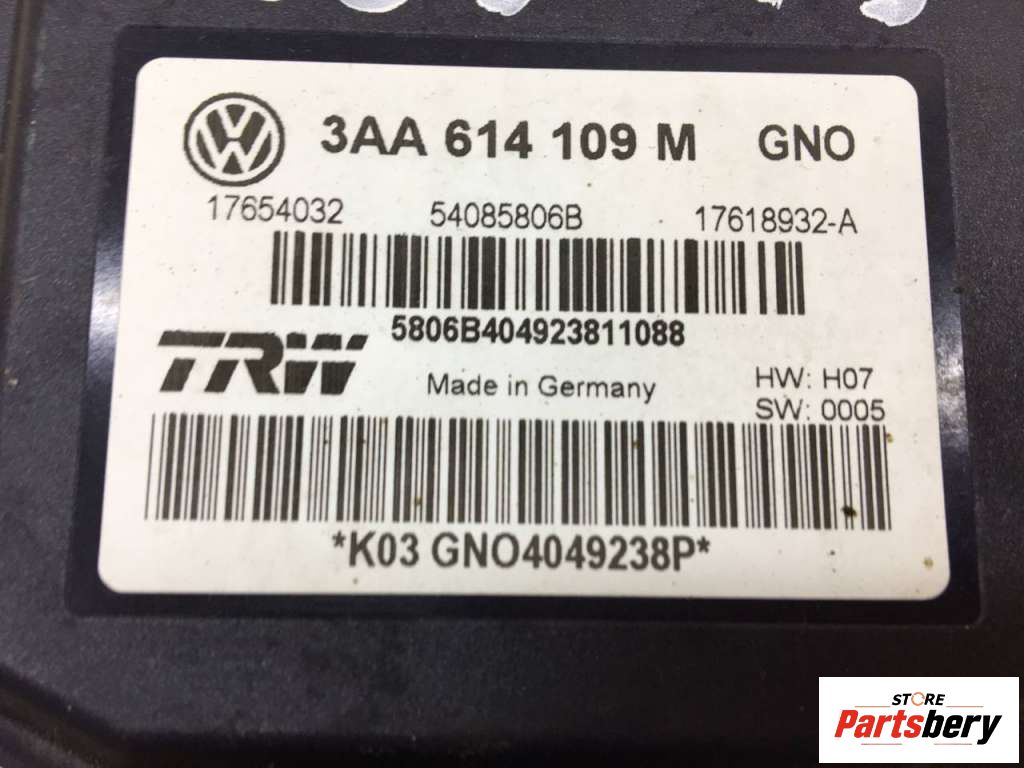 3AA 614 109 M GNO
17654032 54085806B 17618932-A
5806B404923811088
TRW
Made in Germany
HW: H07
SW: 0005
*K03 GNO4049238P*
STORE
Partsbery